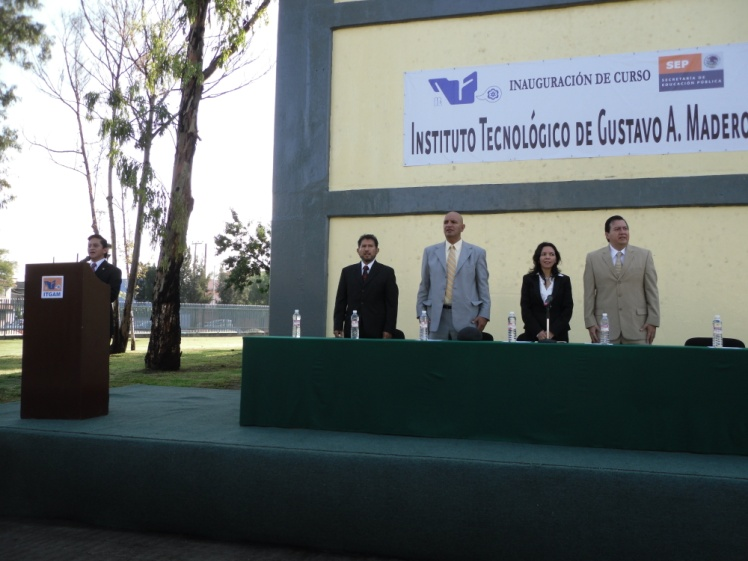 INAUGURACIÓN DE CURSO
SEP
SECRETARÍA DE
EDUCACIÓN PÚBLICA
INSTITUTO TECNOLÓGICO DE GUSTAVO A. MADERO
ITGAM